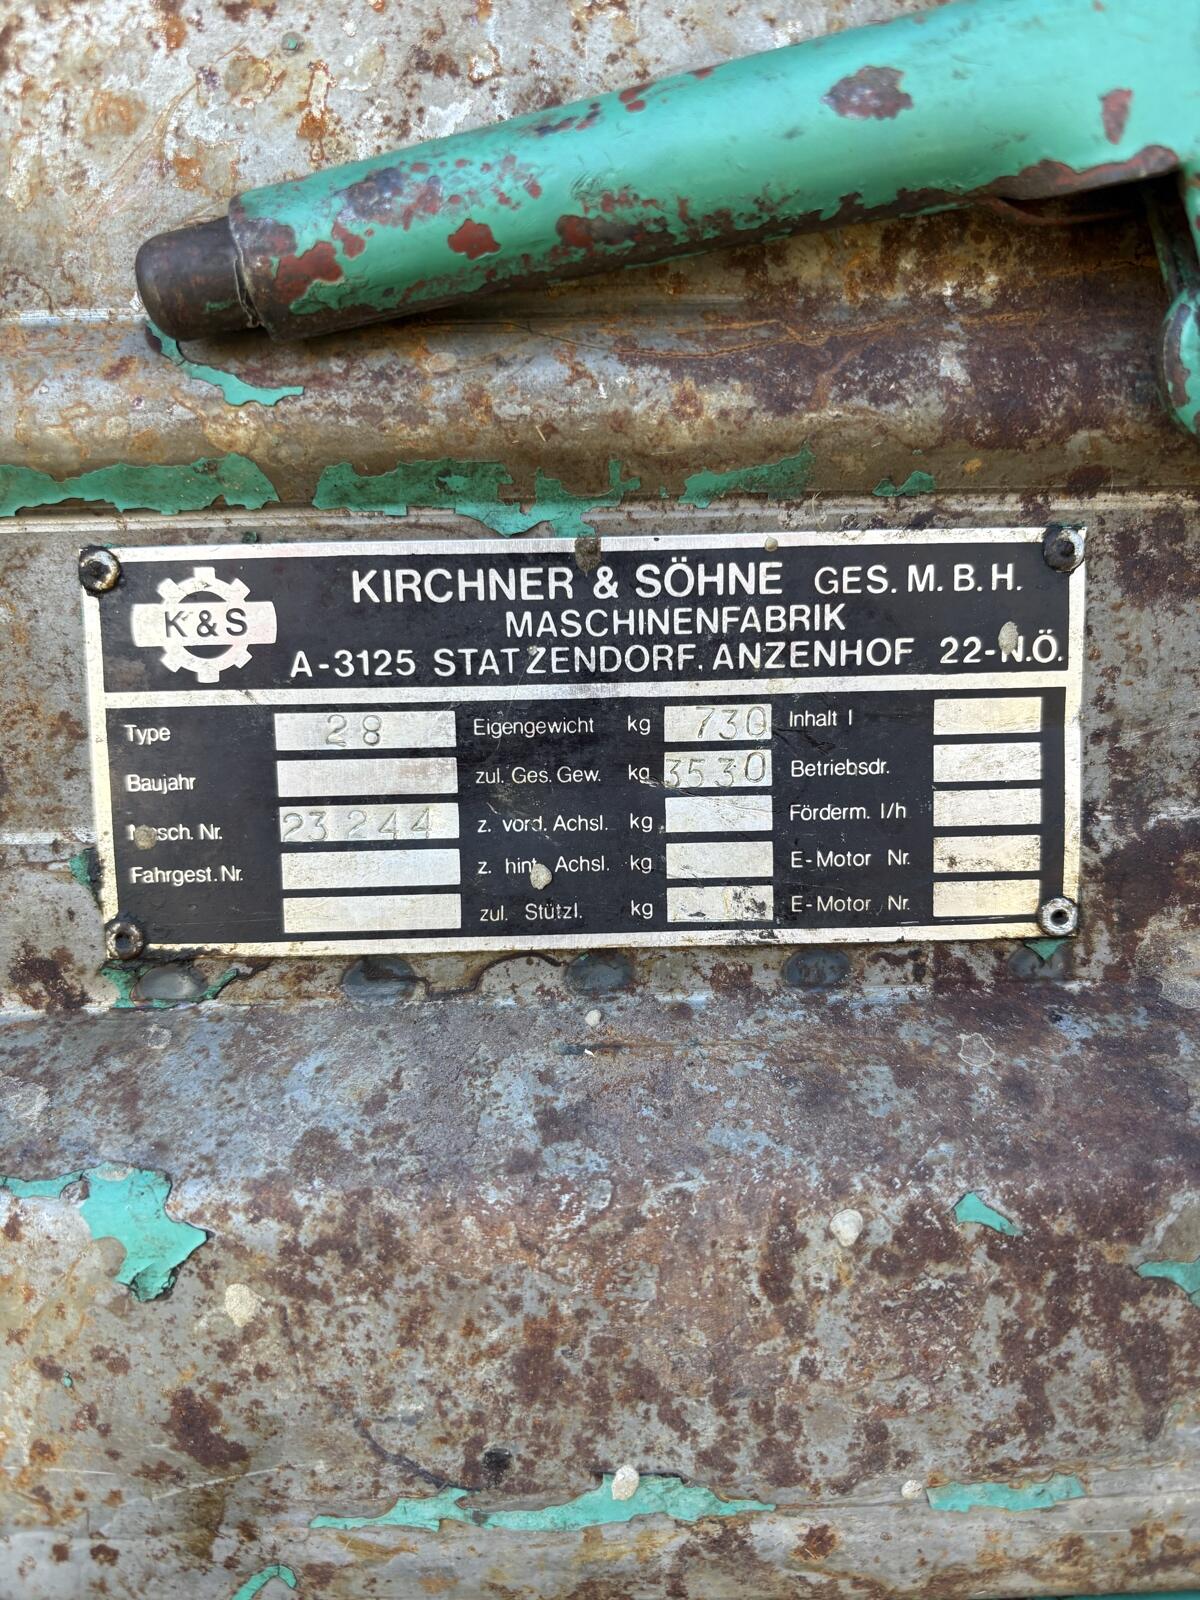 K & S
KIRCHNER & SÖHNE GES. M. B. H.
MASCHINENFABRIK
A-3125 STATZENDORF. ANZENHOF 22-N.Ö.
Type 28 Eigengewicht kg 730 Inhalt l
Baujahr zul. Ges. Gew. kg 3530 Betriebsdr.
Masch. Nr. 23 244 z. vord. Achsl. kg Förderm. l/h
Fahrgest. Nr. z. hint. Achsl. kg E-Motor Nr.
zul. Stützl. kg E-Motor Nr.